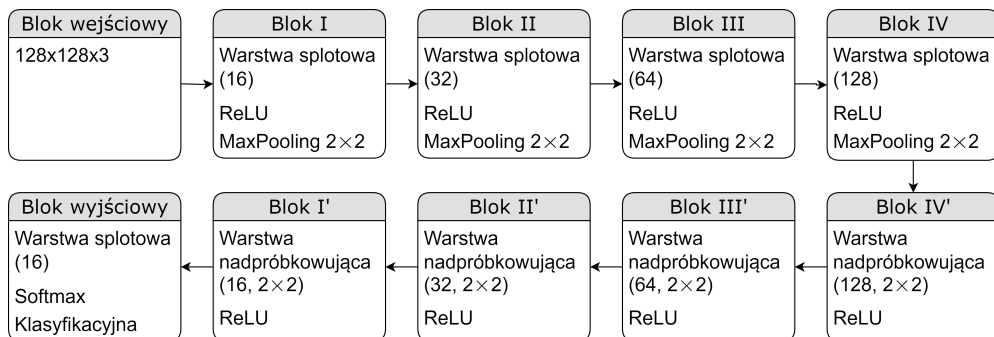 Blok wejściowy
128x128x3
Blok I
Warstwa splotowa
(16)
ReLU
MaxPooling 2×2
Blok II
Warstwa splotowa
(32)
ReLU
MaxPooling 2×2
Blok III
Warstwa splotowa
(64)
ReLU
MaxPooling 2×2
Blok IV
Warstwa splotowa
(128)
ReLU
MaxPooling 2×2
Blok wyjściowy
Warstwa splotowa
(16)
Softmax
Klasyfikacyjna
Blok I'
Warstwa
nadpróbkowująca
(16, 2×2)
ReLU
Blok II'
Warstwa
nadpróbkowująca
(32, 2×2)
ReLU
Blok III'
Warstwa
nadpróbkowująca
(64, 2×2)
ReLU
Blok IV'
Warstwa
nadpróbkowująca
(128, 2×2)
ReLU